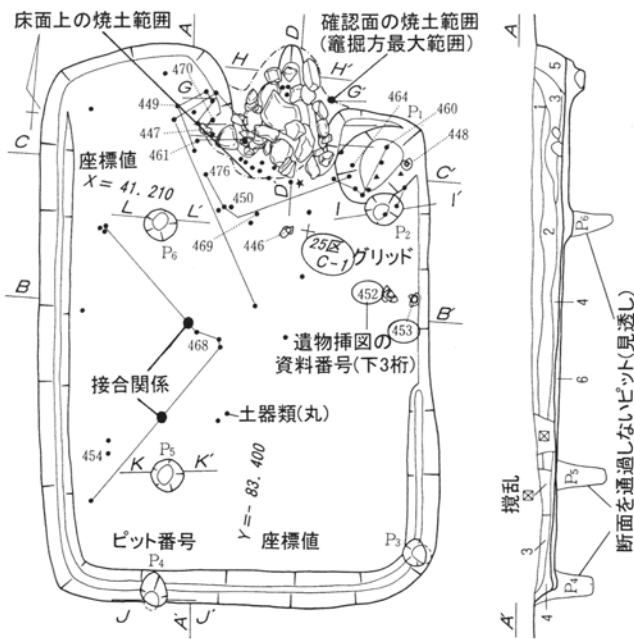 床面上の焼土範囲
確認面の焼土範囲
(竈掘方最大範囲)
A
D
H
H'
G
G'
470
449
447
461
476
464
460
448
P₁
C
C'
座標値
X = 41.210
D'
L
L'
P₆
450
469
446
I
I'
P₂
25区
C-1
グリッド
B
B'
452
453
遺物挿図の
資料番号(下3桁)
468
接合関係
土器類(丸)
454
P₅
K
K'
Y = - 83.400
ピット番号
座標値
P₄
P₃
J
A'
J'
A
5
1
3
2
P₆
4
6
撹乱
P₅
3
P₄
4
A'
断面を通過しないピット(見透し)